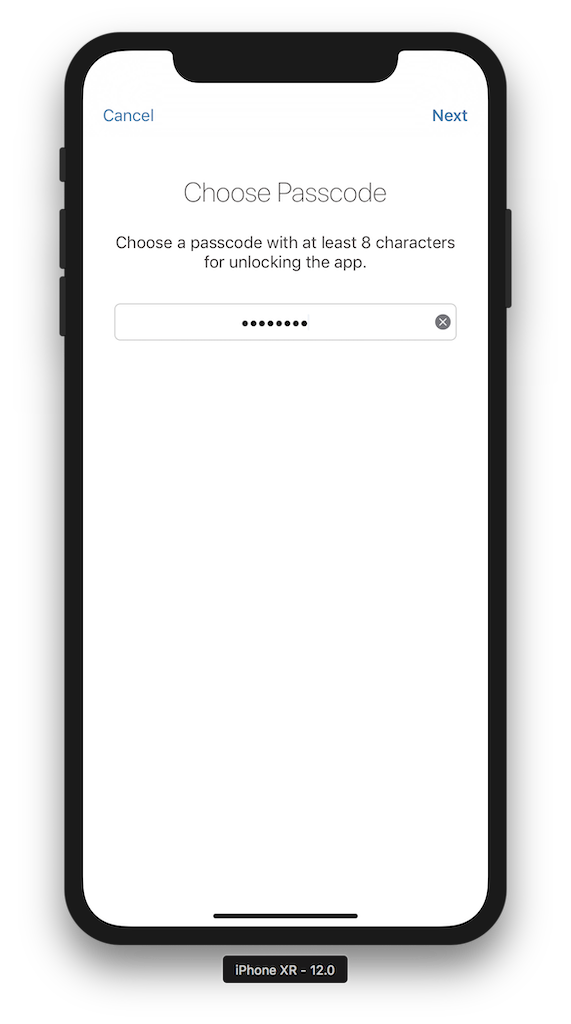 Cancel
Next
Choose Passcode
Choose a passcode with at least 8 characters
for unlocking the app.
••••••••
iPhone XR - 12.0